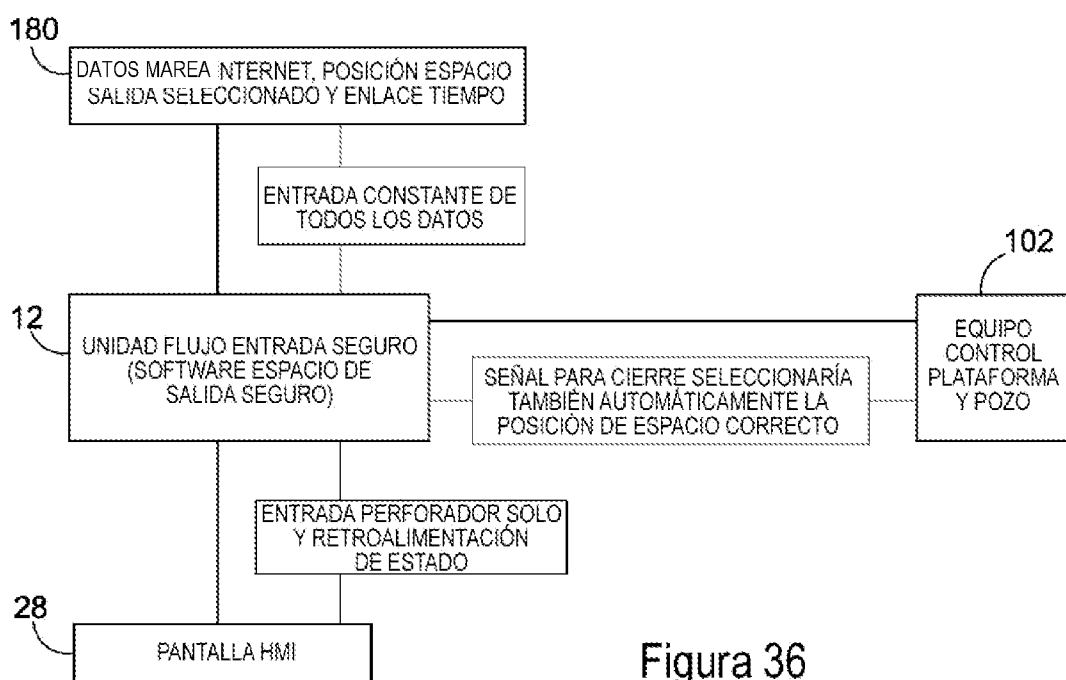 180
DATOS MAREA INTERNET, POSICIÓN ESPACIO
SALIDA SELECCIONADO Y ENLACE TIEMPO
ENTRADA CONSTANTE DE
TODOS LOS DATOS
102
12
UNIDAD FLUJO ENTRADA SEGURO
(SOFTWARE ESPACIO DE
SALIDA SEGURO)
SEÑAL PARA CIERRE SELECCIONARÍA
TAMBIÉN AUTOMÁTICAMENTE LA
POSICIÓN DE ESPACIO CORRECTO
EQUIPO
CONTROL
PLATAFORMA
Y POZO
ENTRADA PERFORADOR SOLO
Y RETROALIMENTACIÓN
DE ESTADO
28
PANTALLA HMI
Figura 36